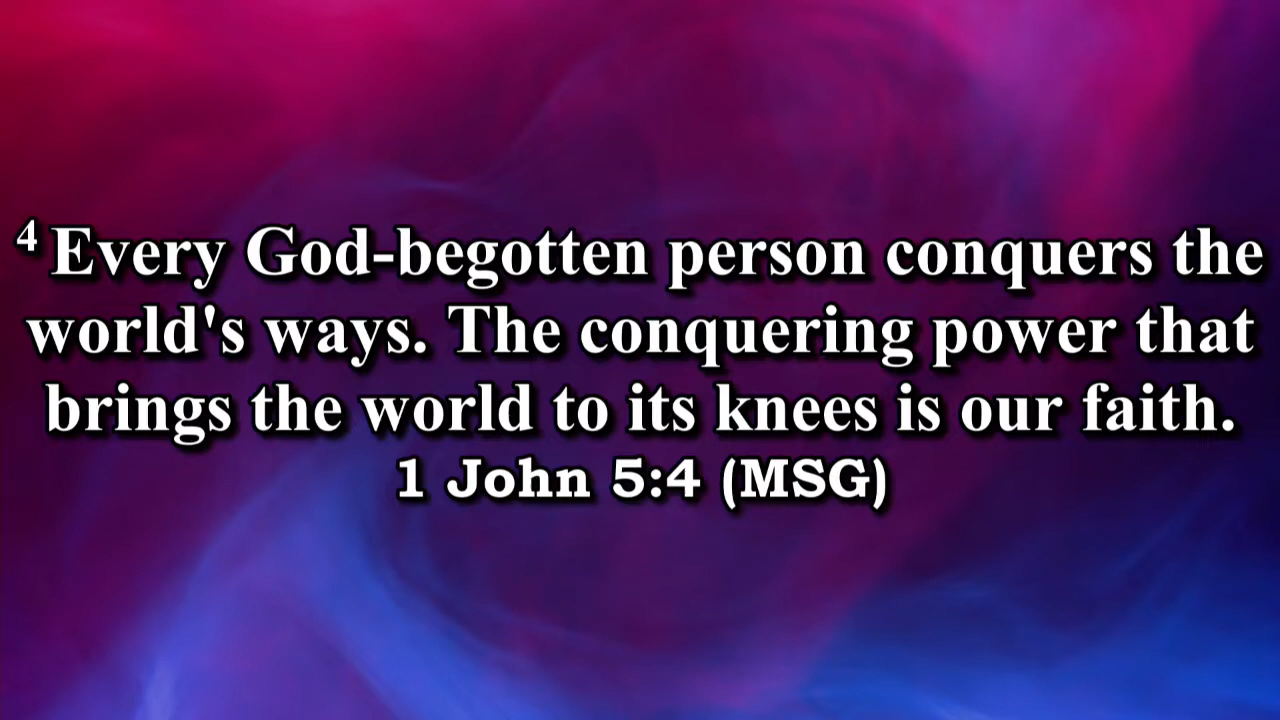 ⁴ Every God-begotten person conquers the
world's ways. The conquering power that
brings the world to its knees is our faith.
1 John 5:4 (MSG)